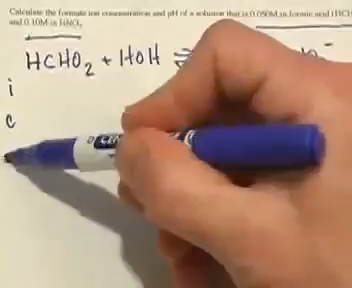 Calculate the formate ion concentration and pH of a solution that is 0.050M in formic acid (HCH
and 0.10M in HNO₃
HCHO₂ + HOH ⇌
i
c